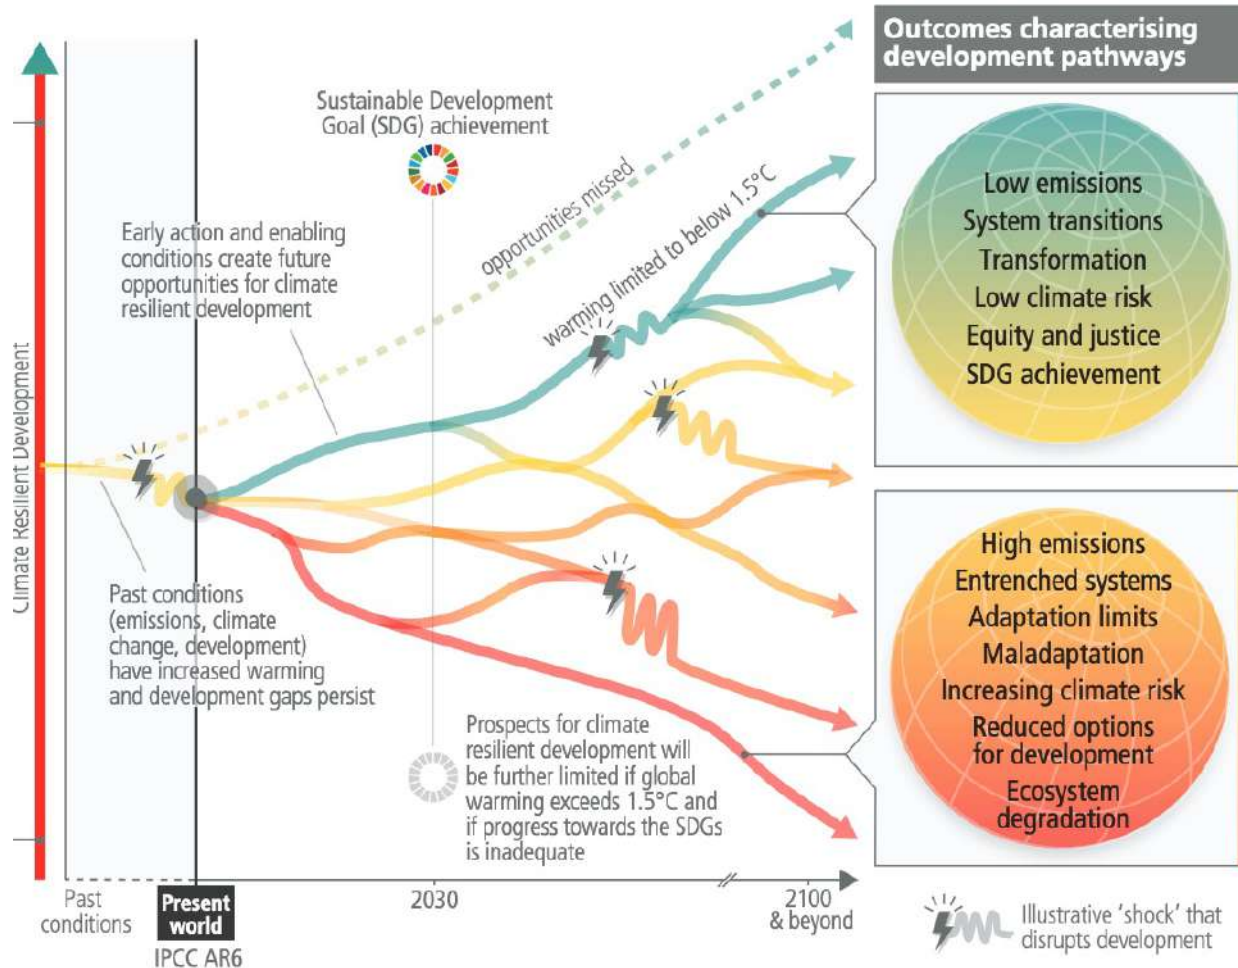 Outcomes characterising
development pathways
Sustainable Development
Goal (SDG) achievement
opportunities missed
warming limited to below 1.5°C
Early action and enabling
conditions create future
opportunities for climate
resilient development
Low emissions
System transitions
Transformation
Low climate risk
Equity and justice
SDG achievement
Climate Resilient Development
Past conditions
(emissions, climate
change, development)
have increased warming
and development gaps persist
High emissions
Entrenched systems
Adaptation limits
Maladaptation
Increasing climate risk
Reduced options
for development
Ecosystem
degradation
Prospects for climate
resilient development will
be further limited if global
warming exceeds 1.5°C and
if progress towards the SDGs
is inadequate
Past
conditions
Present
world
IPCC AR6
2030
2100
& beyond
Illustrative 'shock' that
disrupts development